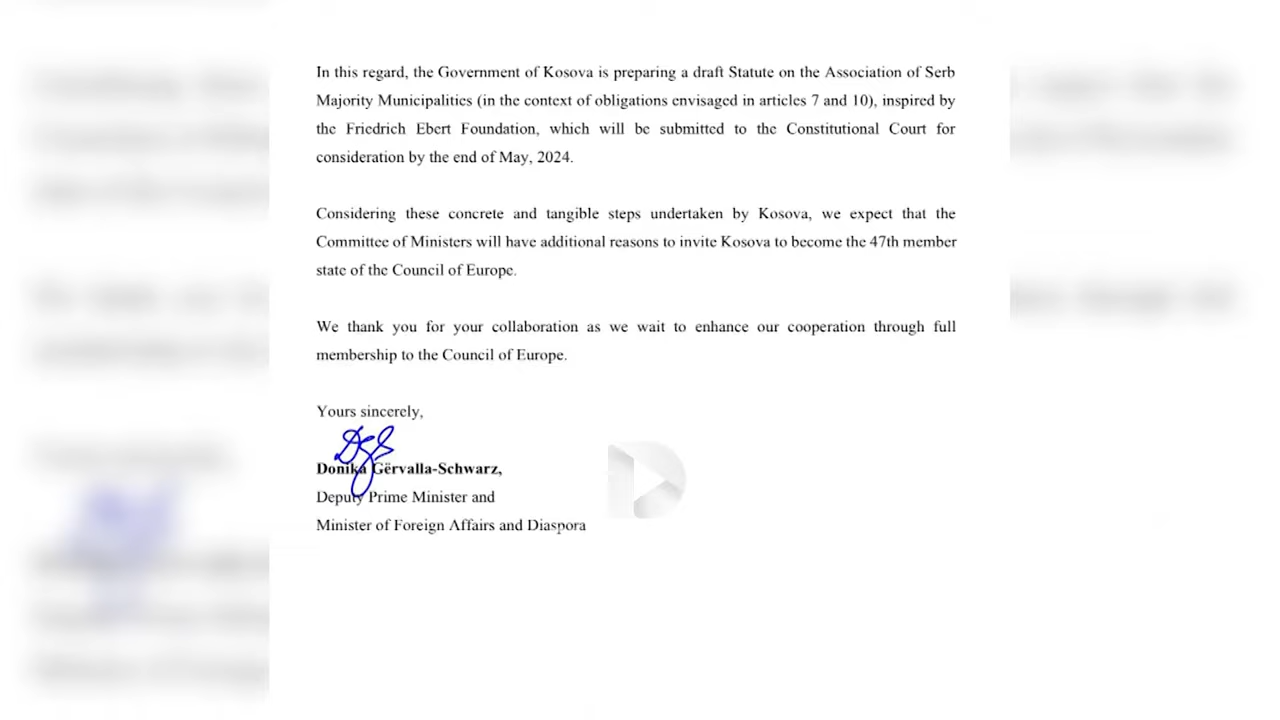 In this regard, the Government of Kosova is preparing a draft Statute on the Association of Serb
Majority Municipalities (in the context of obligations envisaged in articles 7 and 10), inspired by
the Friedrich Ebert Foundation, which will be submitted to the Constitutional Court for
consideration by the end of May, 2024.
Considering these concrete and tangible steps undertaken by Kosova, we expect that the
Committee of Ministers will have additional reasons to invite Kosova to become the 47th member
state of the Council of Europe.
We thank you for your collaboration as we wait to enhance our cooperation through full
membership to the Council of Europe.
Yours sincerely,
Donika Gërvalla-Schwarz,
Deputy Prime Minister and
Minister of Foreign Affairs and Diaspora